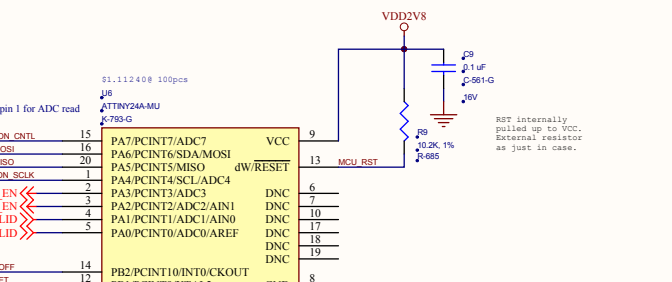 VDD2V8
$1.11240@ 100pcs
U6
ATTINY24A-MU
K-793-G
pin 1 for ADC read
C9
0.1 uF
C-561-G
16V
RST internally
pulled up to VCC.
External resistor
as just in case.
R9
10.2K, 1%
R-685
ON_CNTL 15 PA7/PCINT7/ADC7 VCC 9
MOSI 16 PA6/PCINT6/SDA/MOSI
ISO 20 PA5/PCINT5/MISO dW/RESET 13 MCU_RST
ON_SCLK 1 PA4/PCINT4/SCL/ADC4
EN 2 PA3/PCINT3/ADC3 DNC 6
EN 3 PA2/PCINT2/ADC2/AIN1 DNC 7
LID 4 PA1/PCINT1/ADC1/AIN0 DNC 10
LID 5 PA0/PCINT0/ADC0/AREF DNC 17
DNC 18
DNC 19
OFF 14 PB2/PCINT10/INT0/CKOUT
12
8